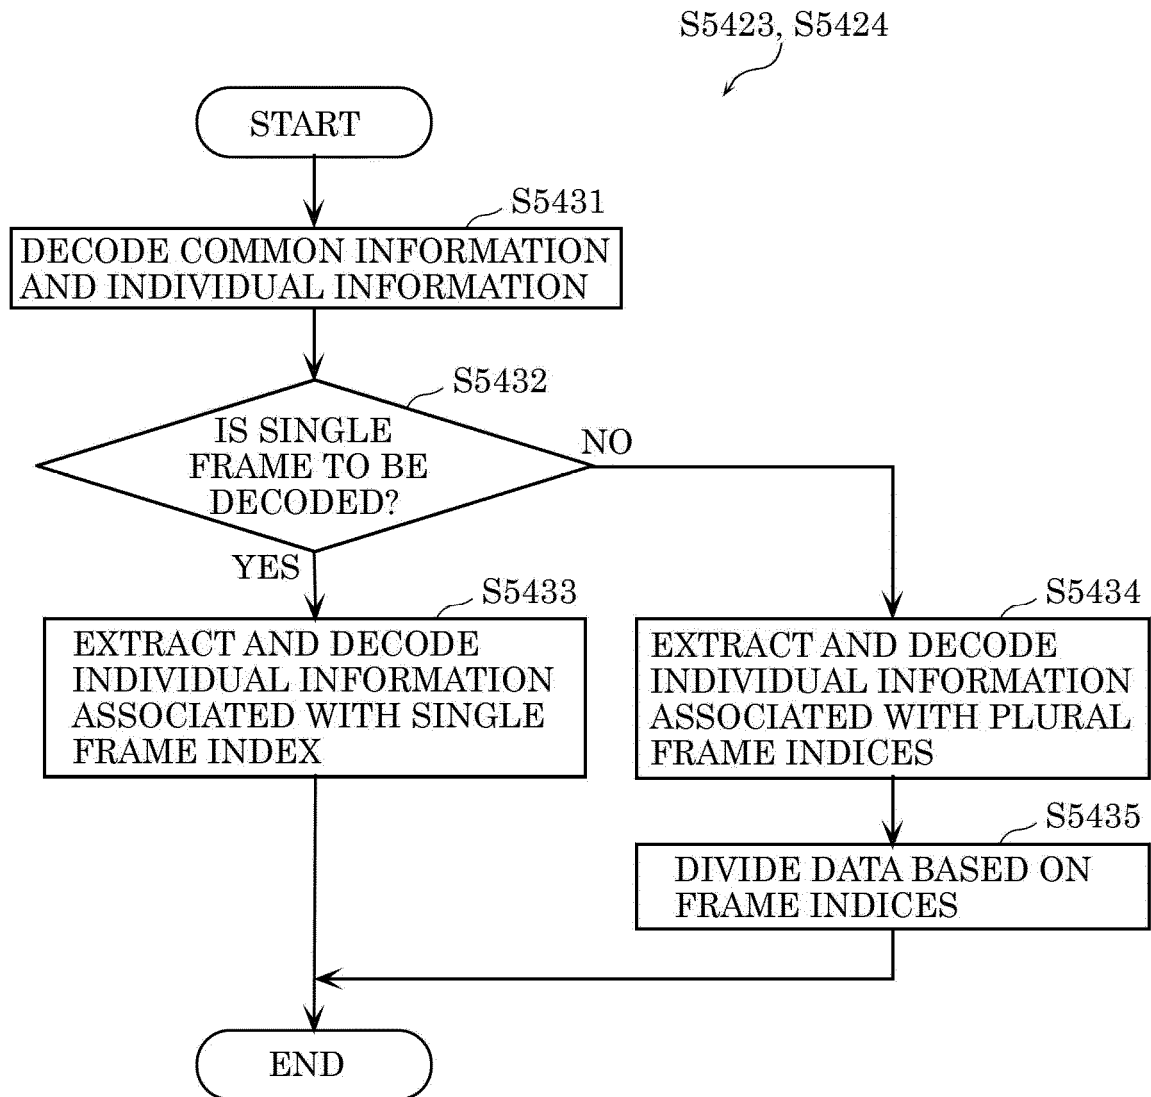 S5423, S5424
START
S5431
DECODE COMMON INFORMATION
AND INDIVIDUAL INFORMATION
S5432
IS SINGLE
FRAME TO BE
DECODED?
NO
YES
S5433
EXTRACT AND DECODE
INDIVIDUAL INFORMATION
ASSOCIATED WITH SINGLE
FRAME INDEX
S5434
EXTRACT AND DECODE
INDIVIDUAL INFORMATION
ASSOCIATED WITH PLURAL
FRAME INDICES
S5435
DIVIDE DATA BASED ON
FRAME INDICES
END